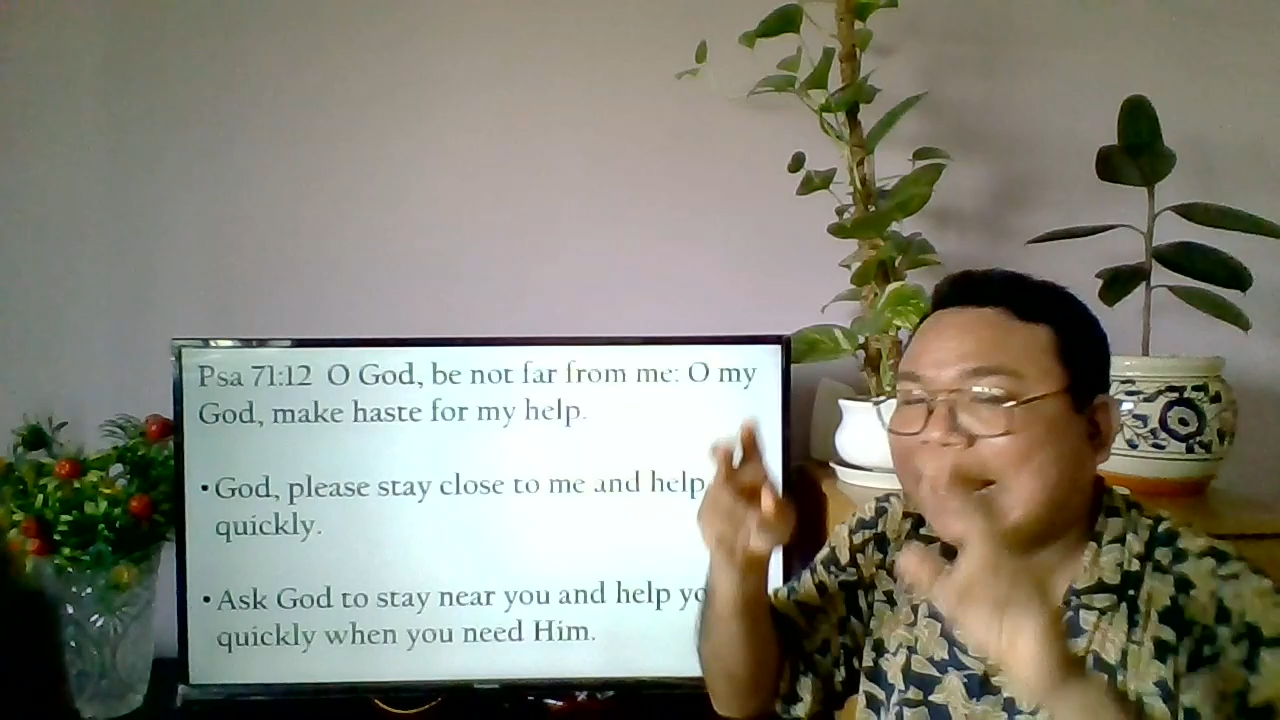 Psa 71:12 O God, be not far from me: O my
God, make haste for my help.
•God, please stay close to me and help
quickly.
•Ask God to stay near you and help
quickly when you need Him.